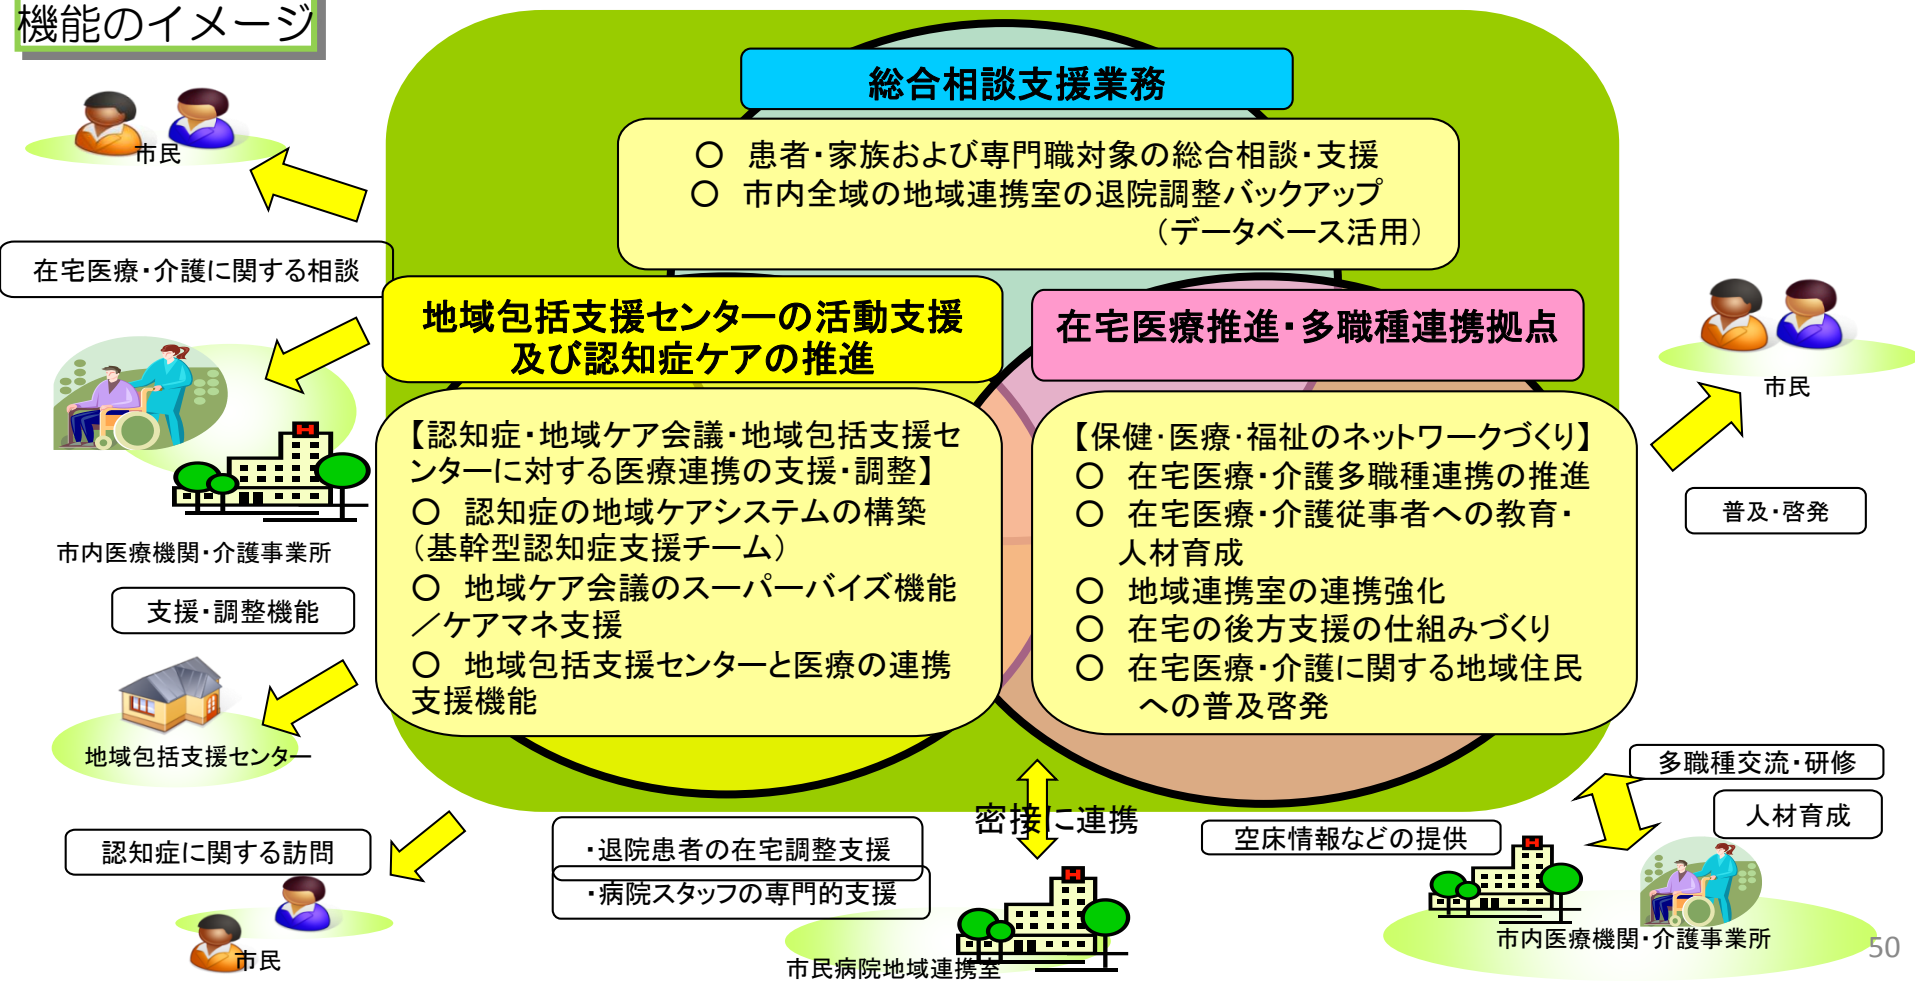 機能のイメージ
総合相談支援業務
○ 患者・家族および専門職対象の総合相談・支援
○ 市内全域の地域連携室の退院調整バックアップ
(データベース活用)
市民
在宅医療・介護に関する相談
市内医療機関・介護事業所
支援・調整機能
地域包括支援センター
認知症に関する訪問
市民
地域包括支援センターの活動支援
及び認知症ケアの推進
【認知症・地域ケア会議・地域包括支援セ
ンターに対する医療連携の支援・調整】
○ 認知症の地域ケアシステムの構築
(基幹型認知症支援チーム)
○ 地域ケア会議のスーパーバイズ機能
/ケアマネ支援
○ 地域包括支援センターと医療の連携
支援機能
在宅医療推進・多職種連携拠点
【保健・医療・福祉のネットワークづくり】
○ 在宅医療・介護多職種連携の推進
○ 在宅医療・介護従事者への教育・
人材育成
○ 地域連携室の連携強化
○ 在宅の後方支援の仕組みづくり
○ 在宅医療・介護に関する地域住民
への普及啓発
市民
普及・啓発
多職種交流・研修
人材育成
空床情報などの提供
市内医療機関・介護事業所
密接に連携
・退院患者の在宅調整支援
・病院スタッフの専門的支援
市民病院地域連携室
50